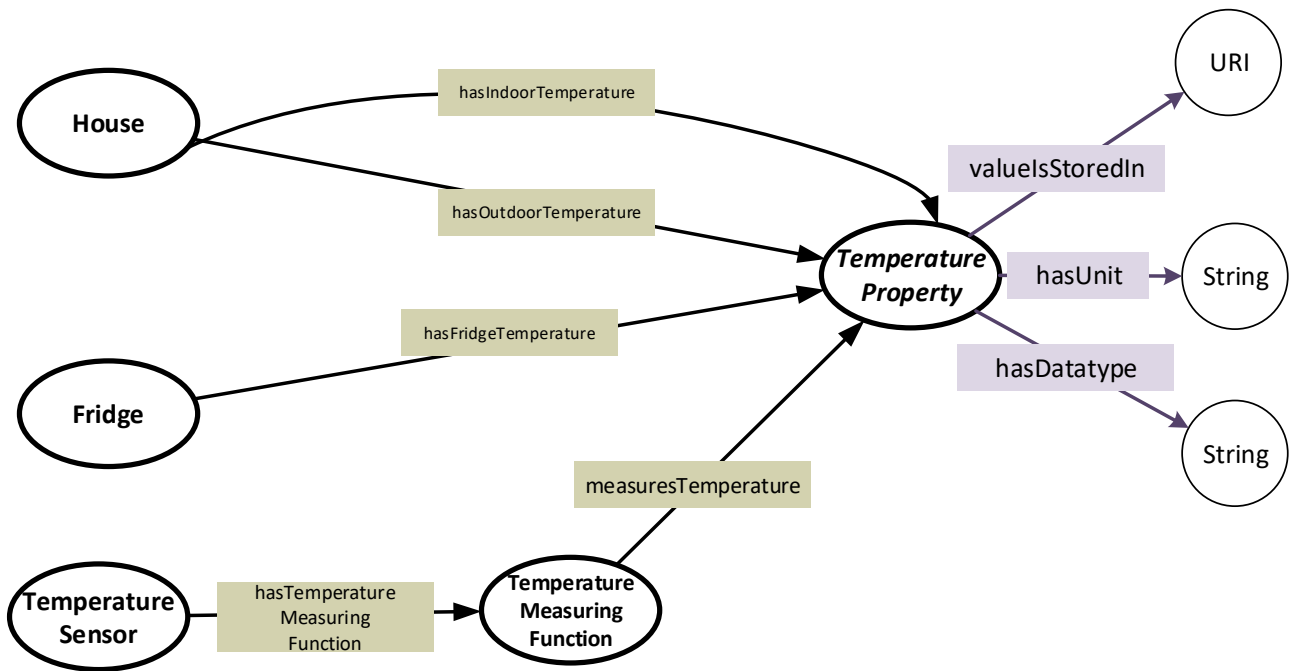 URI
House
hasIndoorTemperature
valueIsStoredIn
hasOutdoorTemperature
Temperature
Property
hasUnit
String
hasFridgeTemperature
hasDatatype
Fridge
String
measuresTemperature
Temperature
Sensor
hasTemperature
Measuring
Function
Temperature
Measuring
Function